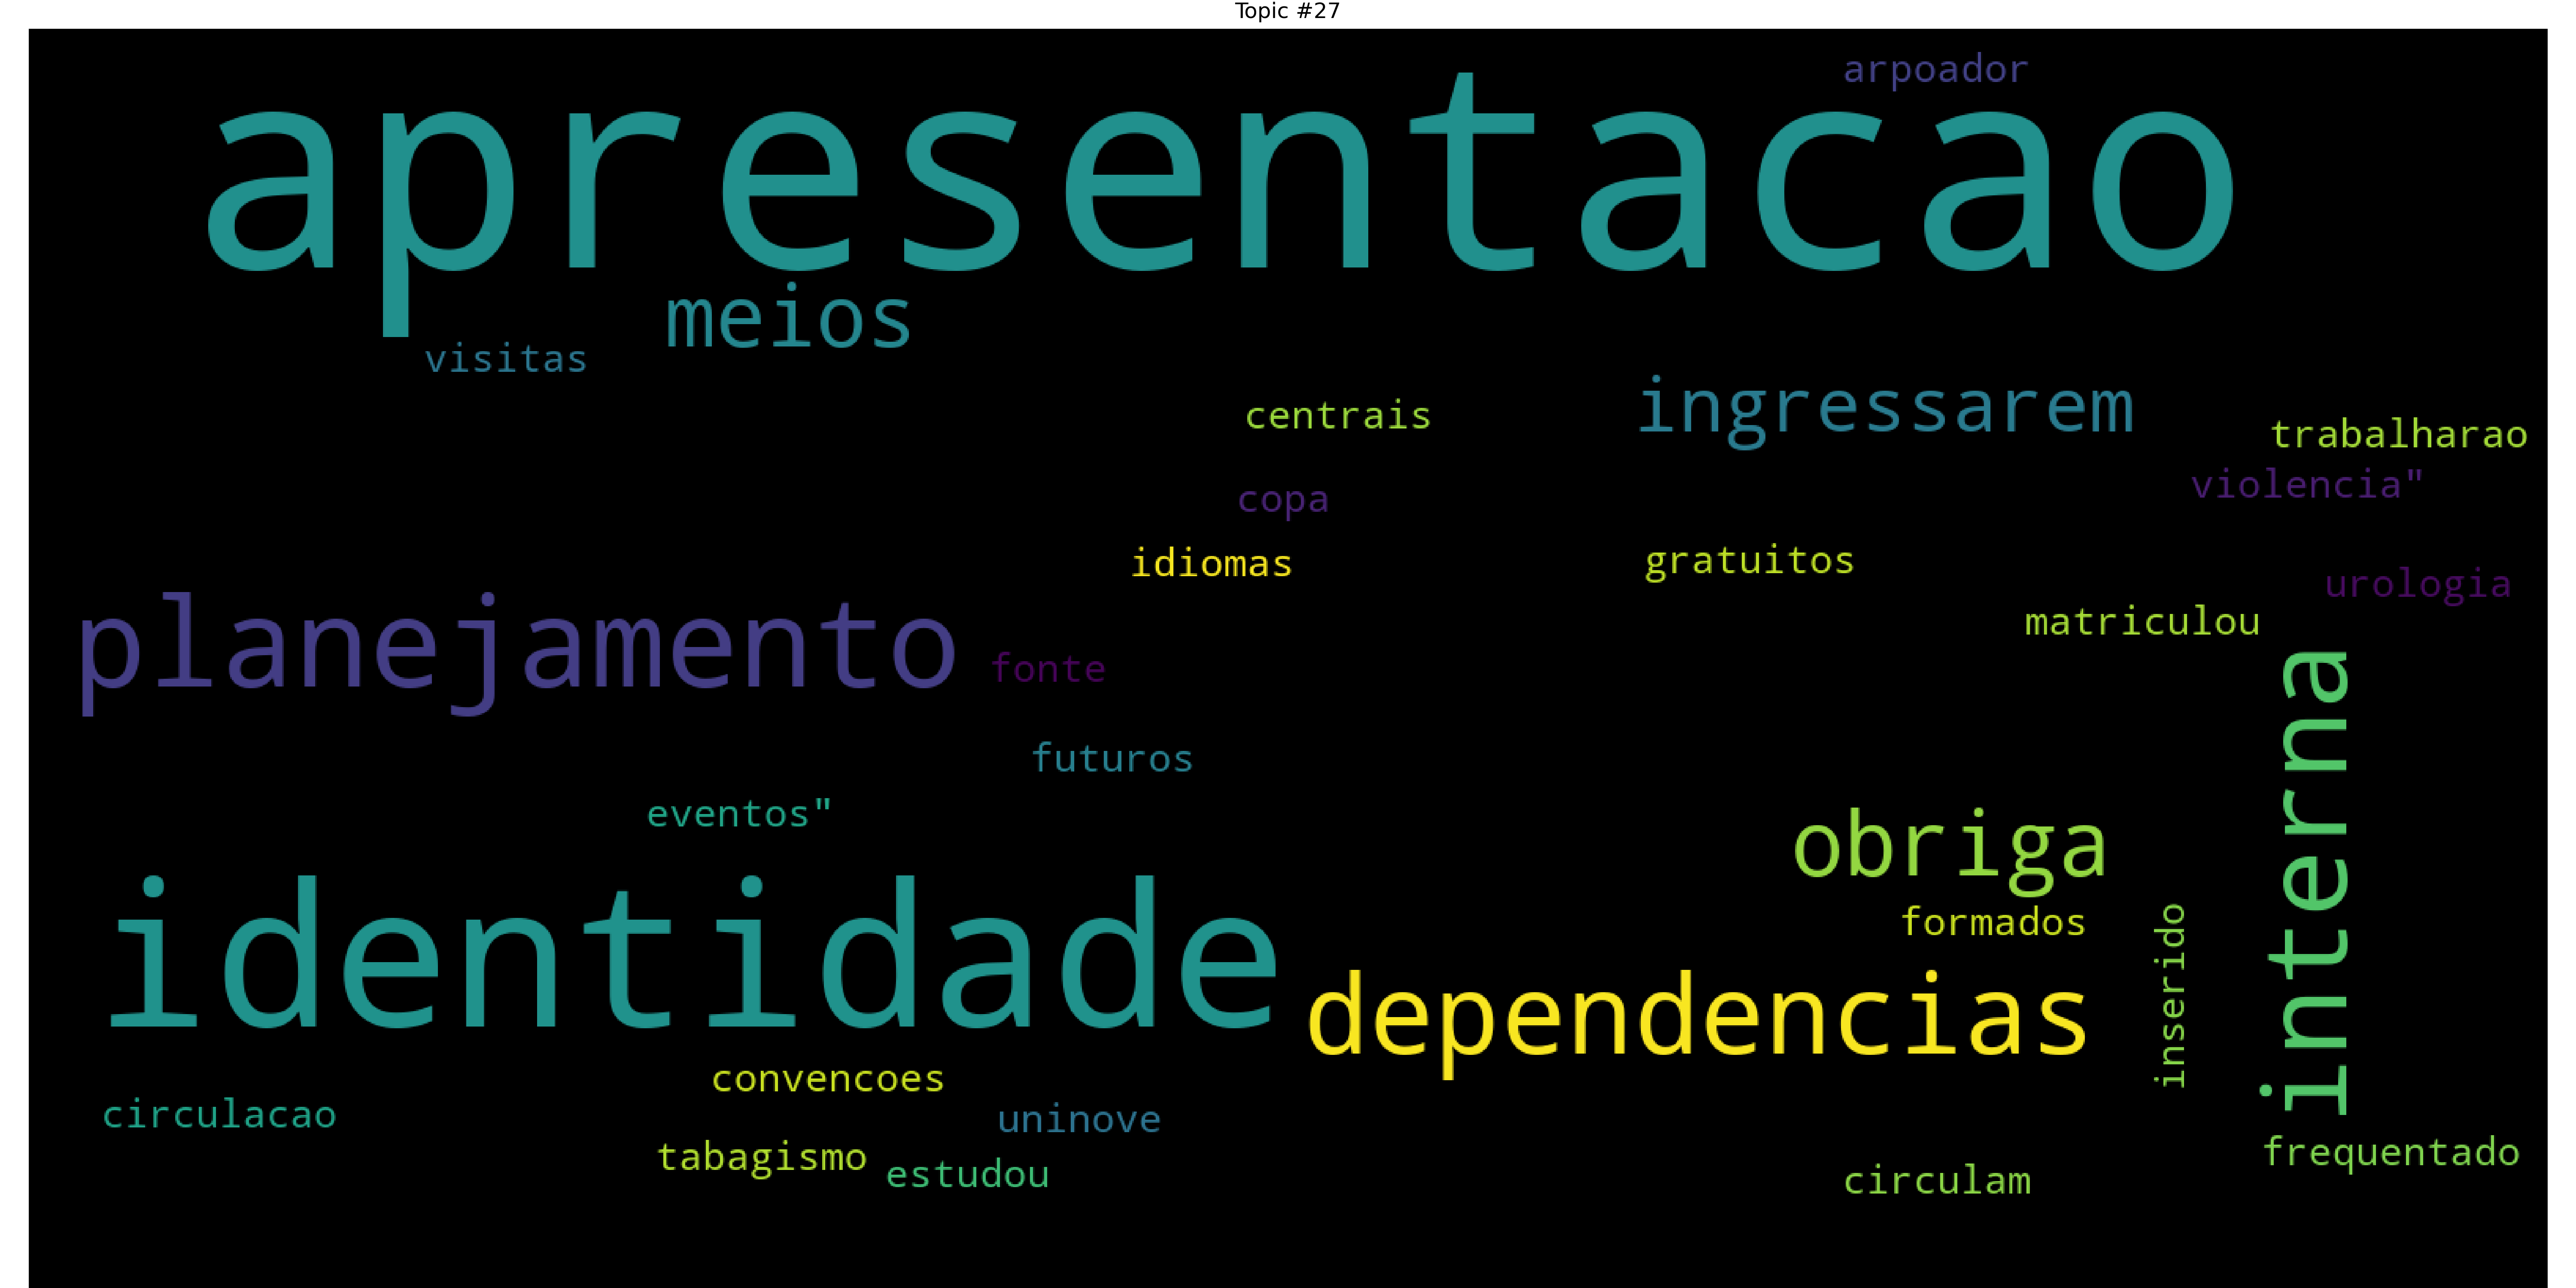 Topic #27
arpoador
apresentacao
meios
visitas
ingressarem
centrais
trabalharao
violencia"
copa
idiomas
gratuitos
urologia
matriculou
planejamento
fonte
interna
futuros
eventos"
obriga
formados
identidade
dependencias
inserido
convencoes
circulacao
uninove
tabagismo
estudou
frequentado
circulam